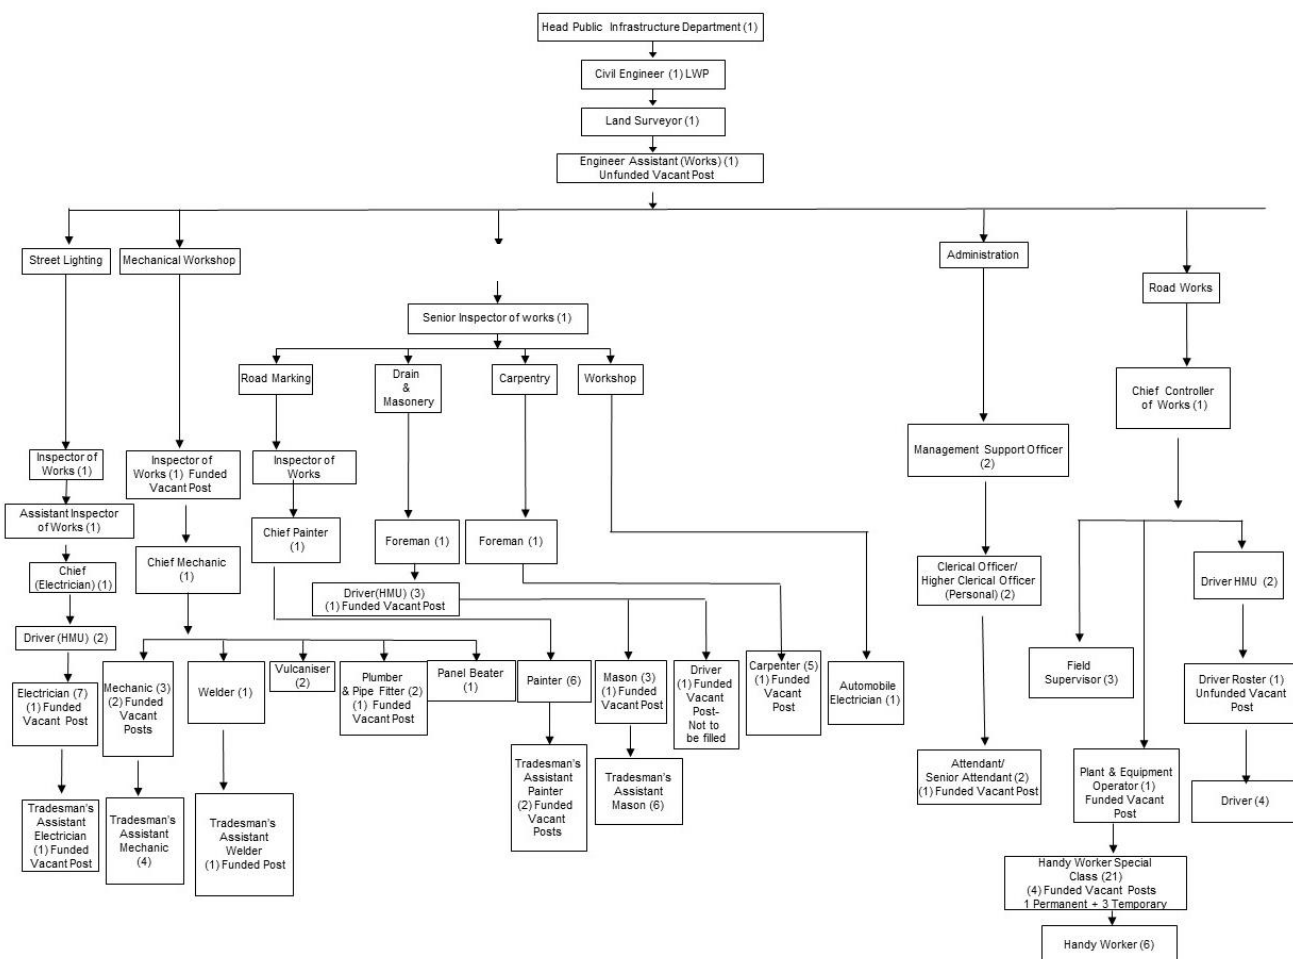 Head Public Infrastructure Department (1)
Civil Engineer (1) LWP
Land Surveyor (1)
Engineer Assistant (Works) (1)
Unfunded Vacant Post
Street Lighting
Mechanical Workshop
Administration
Road Works
Senior Inspector of works (1)
Road Marking
Drain
&
Masonery
Carpentry
Workshop
Chief Controller
of Works (1)
Inspector of
Works (1)
Inspector of
Works (1) Funded
Vacant Post
Inspector of
Works
Management Support Officer
(2)
Assistant Inspector
of Works (1)
Chief Painter
(1)
Foreman (1)
Foreman (1)
Chief
(Electrician) (1)
Chief Mechanic
(1)
Driver(HMU) (3)
(1) Funded Vacant Post
Clerical Officer/
Higher Clerical Officer
(Personal) (2)
Driver HMU (2)
Driver (HMU) (2)
Electrician (7)
(1) Funded
Vacant Post
Mechanic (3)
(2) Funded
Vacant
Posts
Welder (1)
Vulcaniser
(2)
Plumber
& Pipe Fitter (2)
(1) Funded
Vacant Post
Panel Beater
(1)
Painter (6)
Mason (3)
(1) Funded
Vacant Post
Driver
(1) Funded
Vacant
Post-
Not to
be filled
Carpenter (5)
(1) Funded
Vacant
Post
Automobile
Electrician (1)
Field
Supervisor (3)
Driver Roster (1)
Unfunded Vacant
Post
Tradesman's
Assistant
Electrician
(1) Funded
Vacant Post
Tradesman's
Assistant
Mechanic
(4)
Tradesman's
Assistant
Welder
(1) Funded Post
Tradesman's
Assistant
Painter
(2) Funded
Vacant
Posts
Tradesman's
Assistant
Mason (6)
Attendant/
Senior Attendant (2)
(1) Funded Vacant Post
Plant & Equipment
Operator (1)
Funded Vacant
Post
Driver (4)
Handy Worker Special
Class (21)
(4) Funded Vacant Posts
1 Permanent + 3 Temporary
Handy Worker (6)